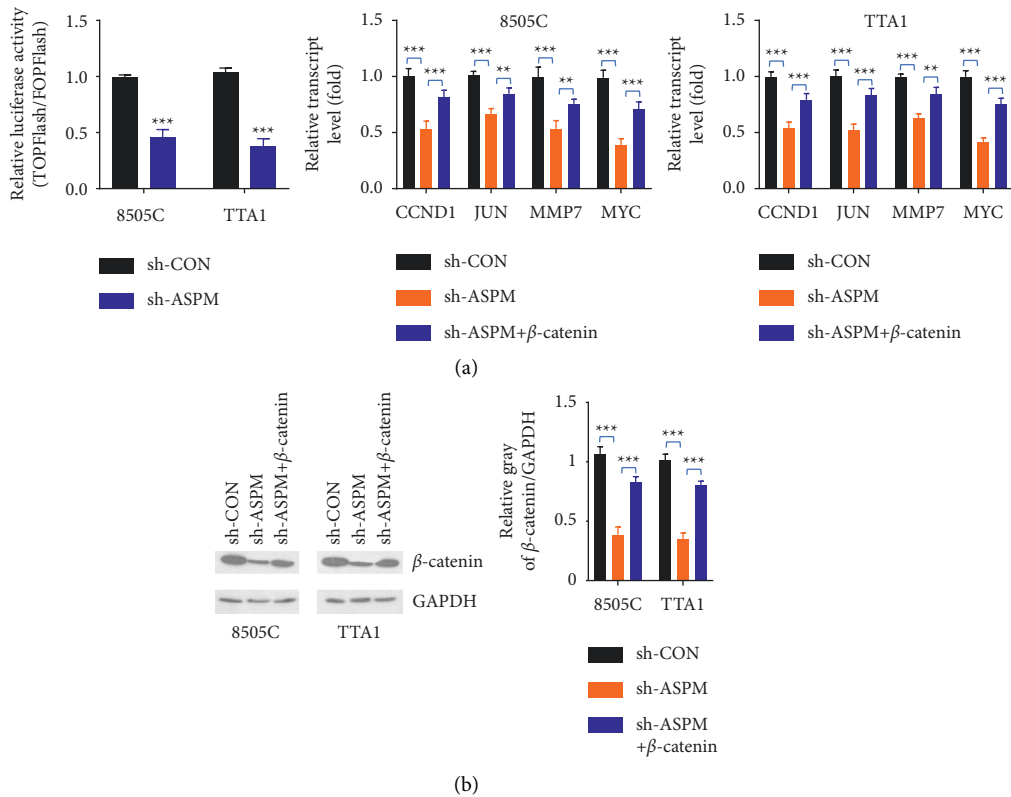 Relative luciferase activity
(TOPFlash/FOPFlash)
1.5
1.0
0.5
0.0
***
***
8505C
TTA1
sh-CON
sh-ASPM
8505C
Relative transcript
level (fold)
1.5
1.0
0.5
0.0
*** *** *** ***
*** ** ** ***
CCND1 JUN MMP7 MYC
sh-CON
sh-ASPM
sh-ASPM+β-catenin
TTA1
Relative transcript
level (fold)
1.5
1.0
0.5
0.0
*** *** *** ***
*** *** ** ***
CCND1 JUN MMP7 MYC
sh-CON
sh-ASPM
sh-ASPM+β-catenin
(a)
sh-CON
sh-ASPM
sh-ASPM+β-catenin
sh-CON
sh-ASPM
sh-ASPM+β-catenin
β-catenin
GAPDH
8505C
TTA1
Relative gray
of β-catenin/GAPDH
1.5
1
0.5
0
*** ***
*** ***
8505C
TTA1
sh-CON
sh-ASPM
sh-ASPM
+β-catenin
(b)